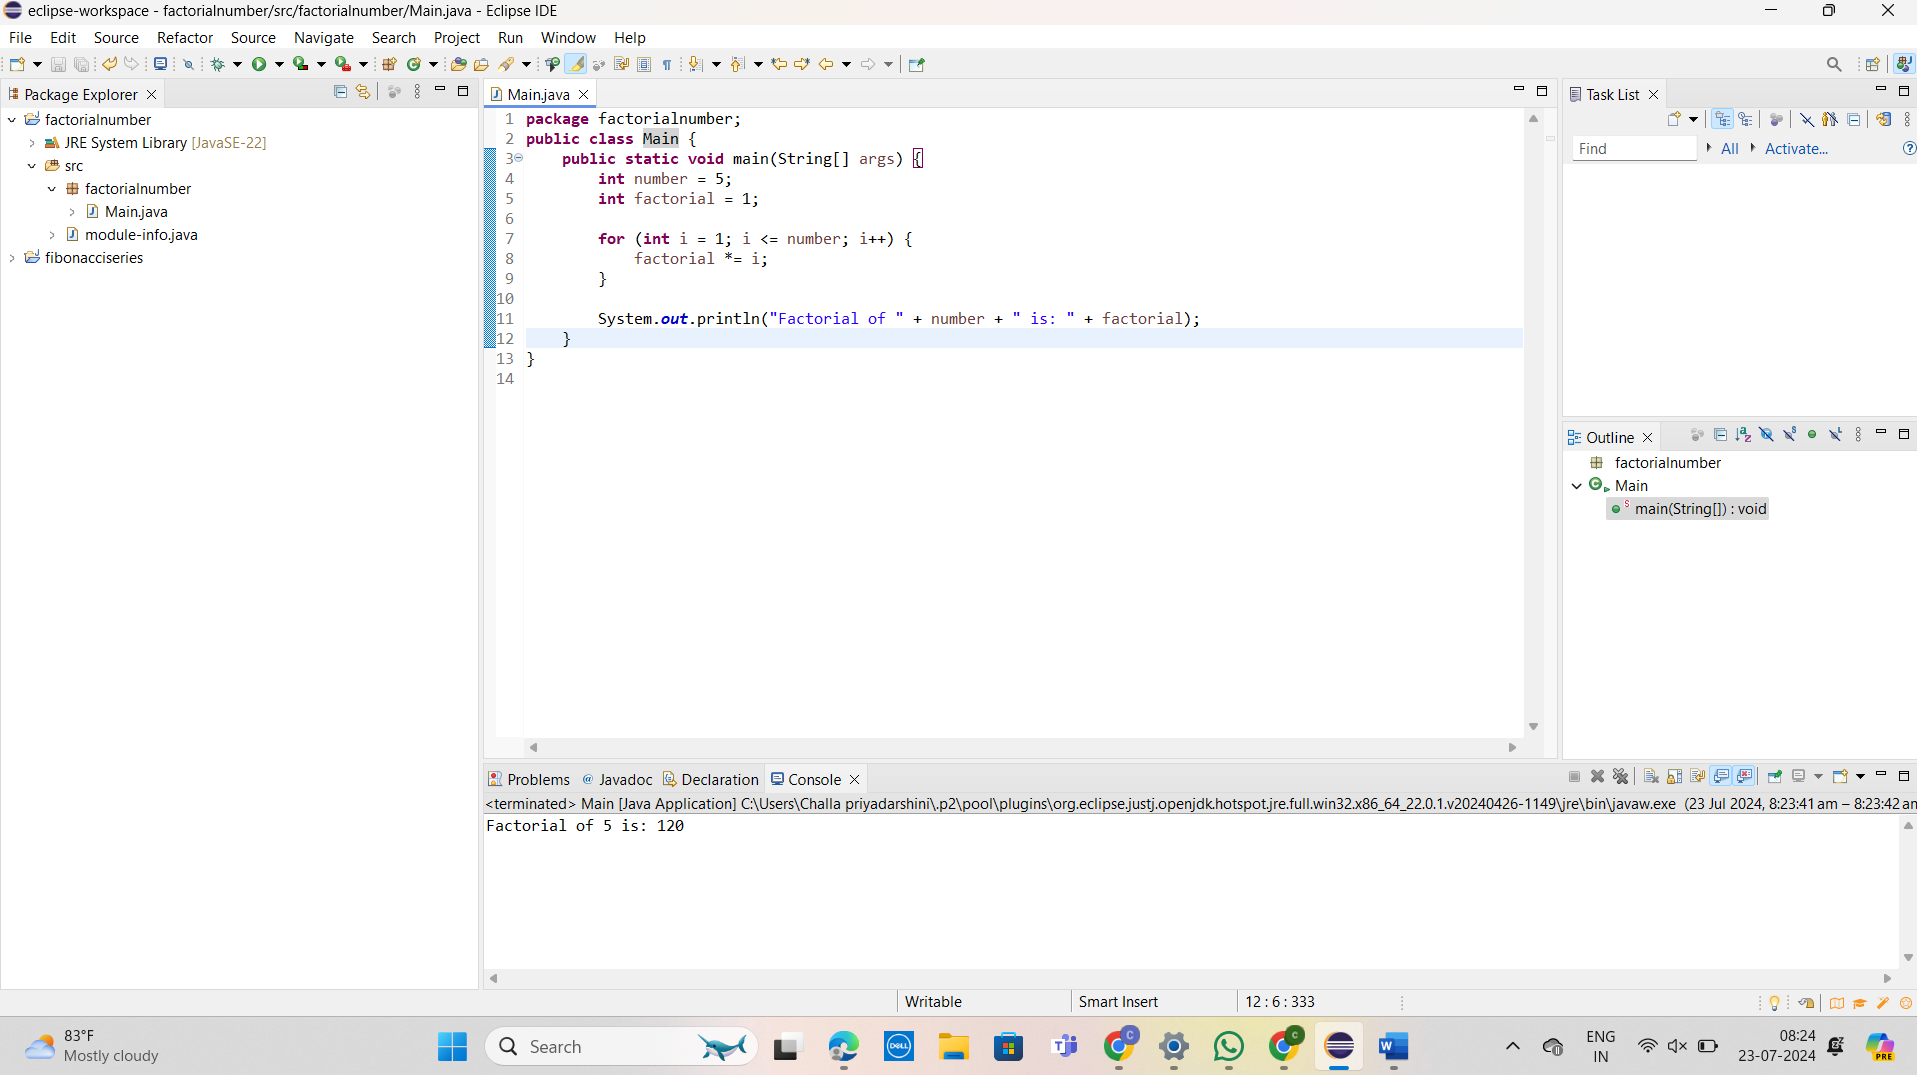 eclipse-workspace - factorialnumber/src/factorialnumber/Main.java - Eclipse IDE
File Edit Source Refactor Source Navigate Search Project Run Window Help
Package Explorer
factorialnumber
JRE System Library [JavaSE-22]
src
factorialnumber
Main.java
module-info.java
fibonacciseries
Main.java
1 package factorialnumber;
2 public class Main {
3 public static void main(String[] args) {
4 int number = 5;
5 int factorial = 1;
6
7 for (int i = 1; i <= number; i++) {
8 factorial *= i;
9 }
10
11 System.out.println("Factorial of " + number + " is: " + factorial);
12 }
13 }
14
Task List
Find All Activate...
Outline
factorialnumber
Main
main(String[]) : void
Problems Javadoc Declaration Console
<terminated> Main [Java Application] C:\Users\Challa priyadarshini\.p2\pool\plugins\org.eclipse.justj.openjdk.hotspot.jre.full.win32.x86_64_22.0.1.v20240426-1149\jre\bin\javaw.exe (23 Jul 2024, 8:23:41 am – 8:23:42 am
Factorial of 5 is: 120
Writable Smart Insert 12 : 6 : 333
83°F
Mostly cloudy
Search
DELL
ENG
IN
08:24
23-07-2024
PRE